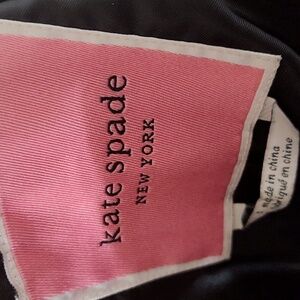 kate spade
NEW YORK
made in china
fabriqué en chine